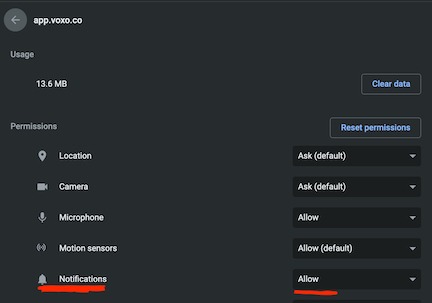 app.voxo.co
Usage
13.6 MB Clear data
Permissions
Reset permissions
Location Ask (default)
Camera Ask (default)
Microphone Allow
Motion sensors Allow (default)
Notifications Allow